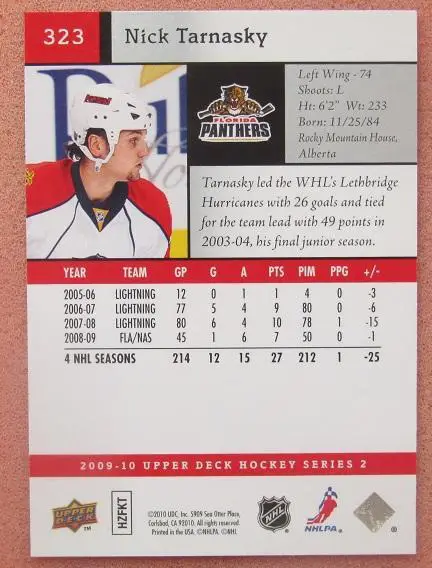 323 Nick Tarnasky
Left Wing - 74
Shoots: L
Ht: 6'2" Wt: 233
Born: 11/25/84
Rocky Mountain House,
Alberta
FLORIDA
PANTHERS
Tarnasky led the WHL's Lethbridge
Hurricanes with 26 goals and tied
for the team lead with 49 points in
2003-04, his final junior season.
YEAR TEAM GP G A PTS PIM PPG +/-
2005-06 LIGHTNING 12 0 1 1 4 0 -3
2006-07 LIGHTNING 77 5 4 9 80 0 -6
2007-08 LIGHTNING 80 6 4 10 78 1 -15
2008-09 FLA/NAS 45 1 6 7 50 0 -1
4 NHL SEASONS 214 12 15 27 212 1 -25
2009-10 UPPER DECK HOCKEY SERIES 2
UPPER
DECK
TM
HZFKT
©2010 UDC, Inc. 5909 Sea Otter Place,
Carlsbad, CA 92010. All rights reserved.
Printed in the USA. ©NHLPA, ©NHL
NHL
NHLPA
®